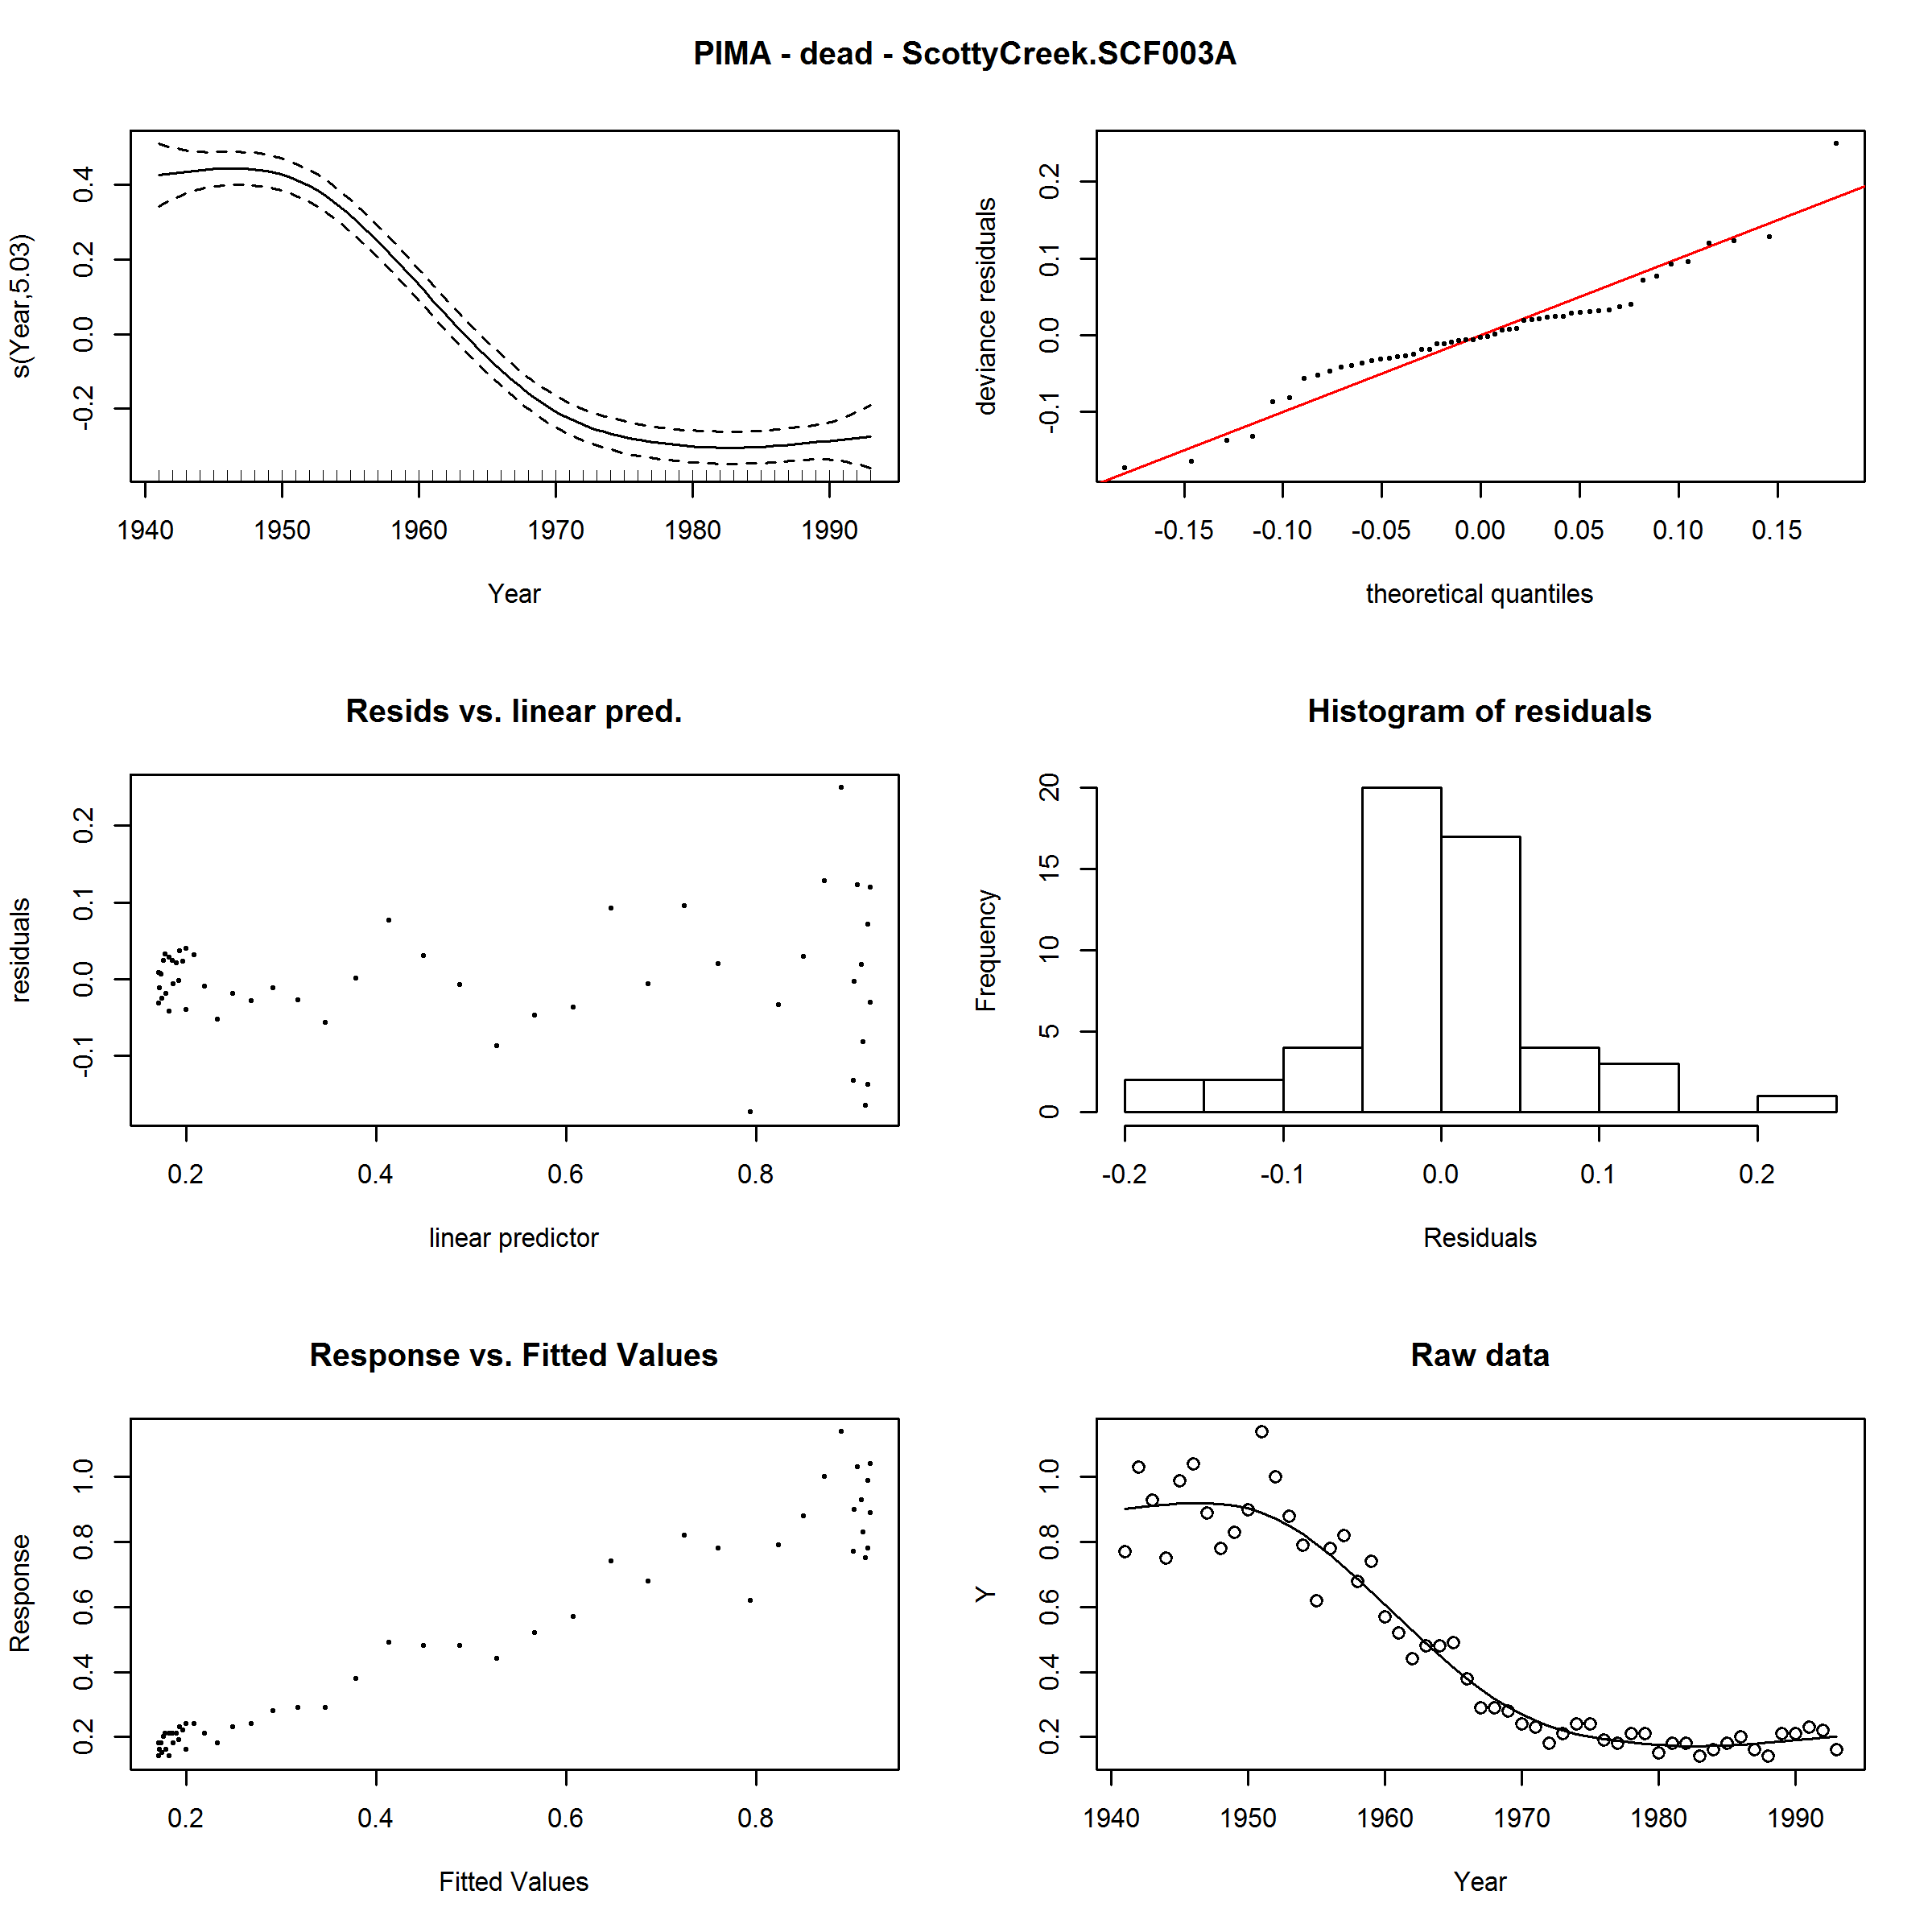 PIMA - dead - ScottyCreek.SCF003A
s(Year,5.03)
-0.2 0.0 0.2 0.4
1940 1950 1960 1970 1980 1990
Year
deviance residuals
-0.1 0.0 0.1 0.2
-0.15 -0.10 -0.05 0.00 0.05 0.10 0.15
theoretical quantiles
Resids vs. linear pred.
residuals
-0.1 0.0 0.1 0.2
0.2 0.4 0.6 0.8
linear predictor
Histogram of residuals
Frequency
0 5 10 15 20
-0.2 -0.1 0.0 0.1 0.2
Residuals
Response vs. Fitted Values
Response
0.2 0.4 0.6 0.8 1.0
0.2 0.4 0.6 0.8
Fitted Values
Raw data
Y
0.2 0.4 0.6 0.8 1.0
1940 1950 1960 1970 1980 1990
Year